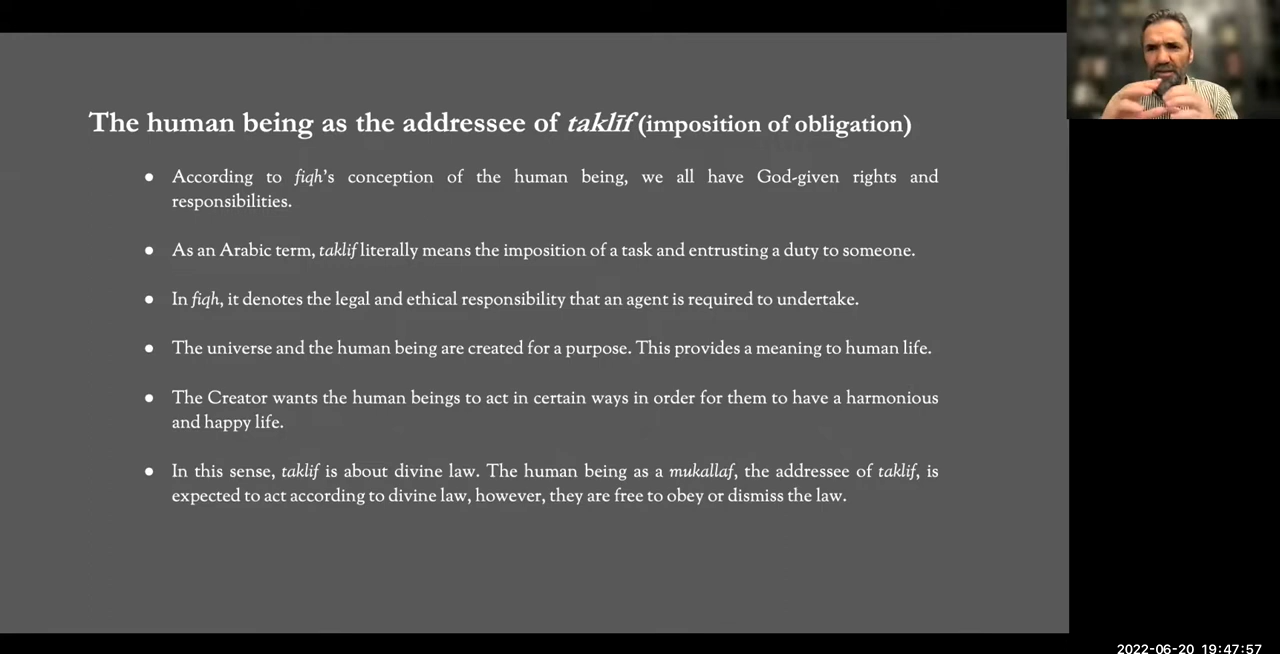 The human being as the addressee of taklīf (imposition of obligation)
● According to fiqh's conception of the human being, we all have God-given rights and
responsibilities.
● As an Arabic term, taklif literally means the imposition of a task and entrusting a duty to someone.
● In fiqh, it denotes the legal and ethical responsibility that an agent is required to undertake.
● The universe and the human being are created for a purpose. This provides a meaning to human life.
● The Creator wants the human beings to act in certain ways in order for them to have a harmonious
and happy life.
● In this sense, taklif is about divine law. The human being as a mukallaf, the addressee of taklif, is
expected to act according to divine law, however, they are free to obey or dismiss the law.
2022-06-20 19:47:57